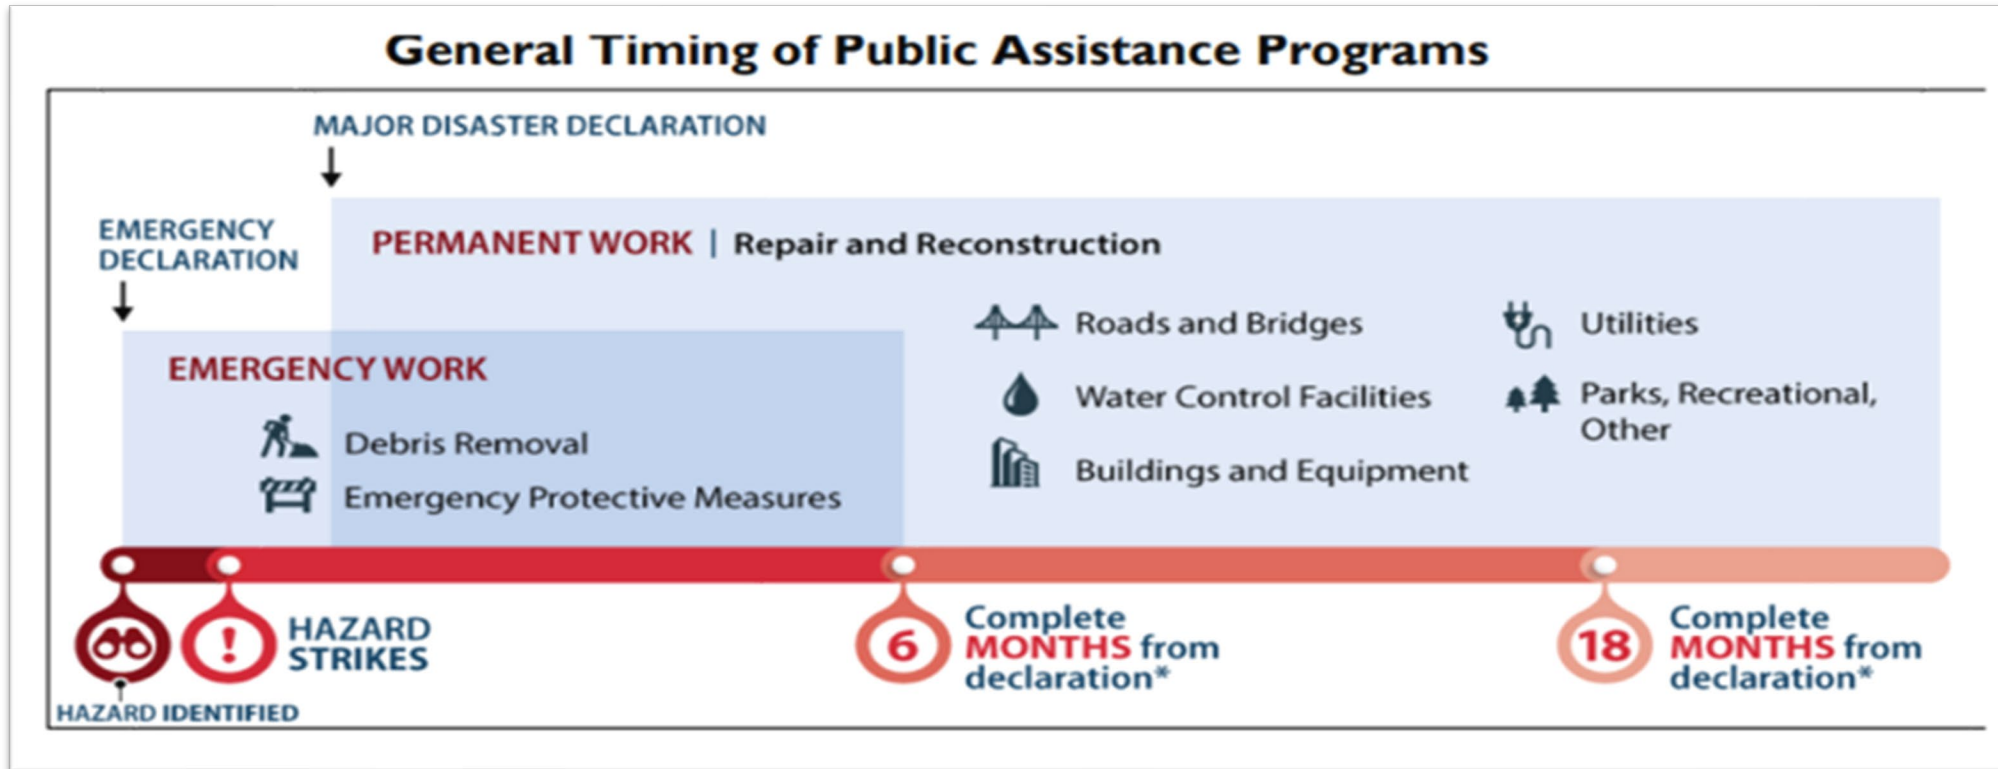 General Timing of Public Assistance Programs
MAJOR DISASTER DECLARATION
EMERGENCY
DECLARATION
PERMANENT WORK | Repair and Reconstruction
EMERGENCY WORK
Debris Removal
Emergency Protective Measures
Roads and Bridges
Water Control Facilities
Buildings and Equipment
Utilities
Parks, Recreational,
Other
HAZARD IDENTIFIED
!
HAZARD
STRIKES
6
Complete
MONTHS from
declaration*
18
Complete
MONTHS from
declaration*